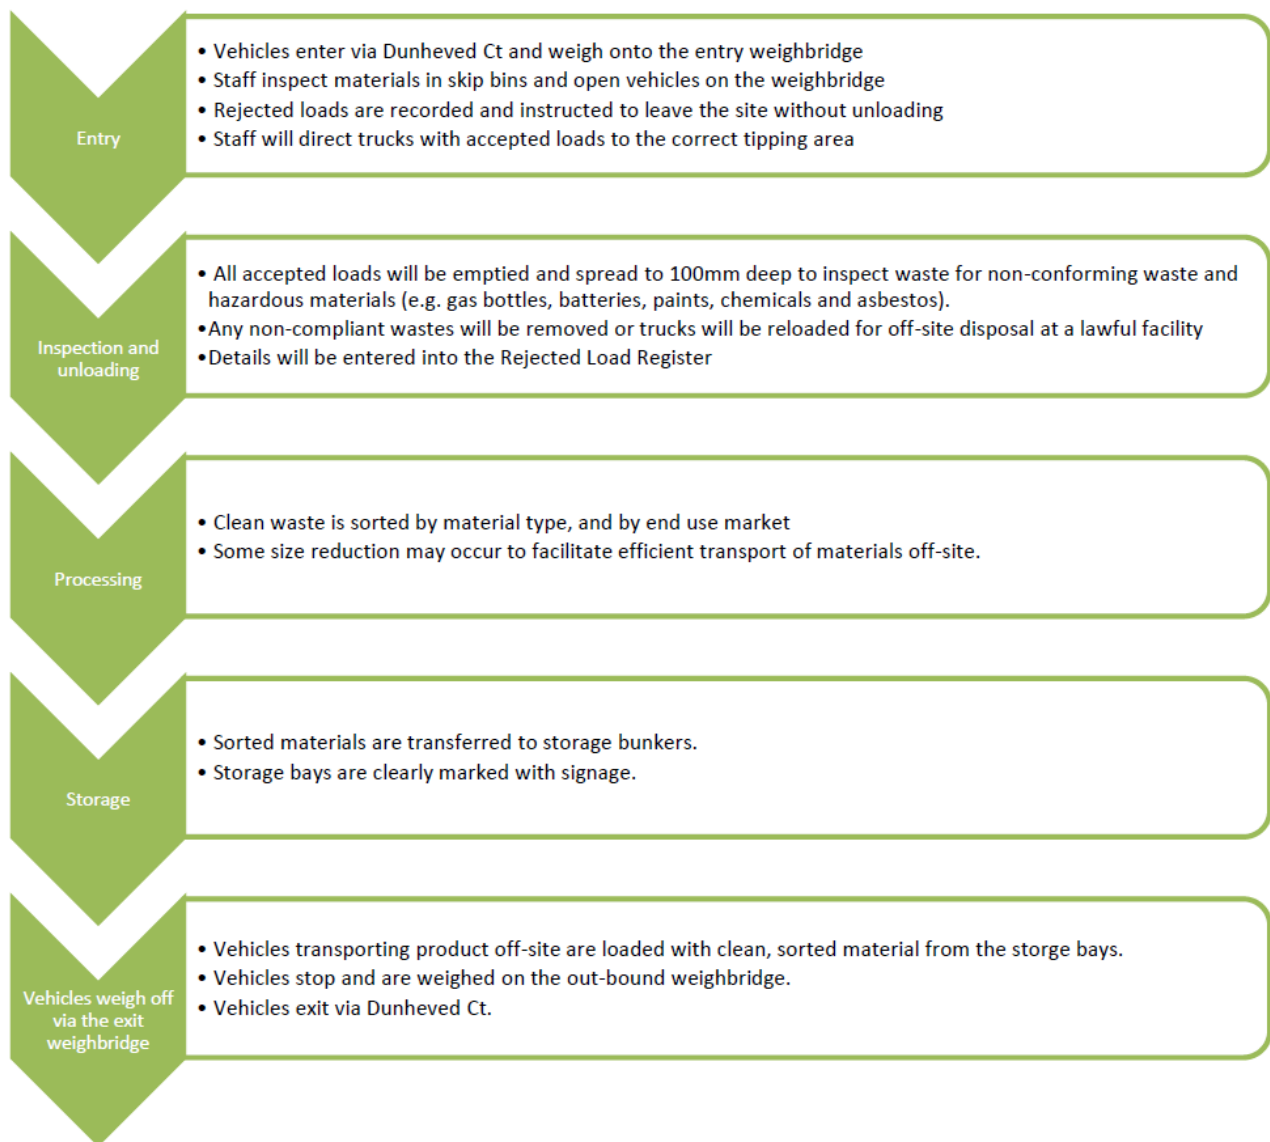 Entry
• Vehicles enter via Dunheved Ct and weigh onto the entry weighbridge
• Staff inspect materials in skip bins and open vehicles on the weighbridge
• Rejected loads are recorded and instructed to leave the site without unloading
• Staff will direct trucks with accepted loads to the correct tipping area
Inspection and
unloading
• All accepted loads will be emptied and spread to 100mm deep to inspect waste for non-conforming waste and
hazardous materials (e.g. gas bottles, batteries, paints, chemicals and asbestos).
•Any non-compliant wastes will be removed or trucks will be reloaded for off-site disposal at a lawful facility
•Details will be entered into the Rejected Load Register
Processing
• Clean waste is sorted by material type, and by end use market
• Some size reduction may occur to facilitate efficient transport of materials off-site.
Storage
• Sorted materials are transferred to storage bunkers.
• Storage bays are clearly marked with signage.
Vehicles weigh off
via the exit
weighbridge
• Vehicles transporting product off-site are loaded with clean, sorted material from the storge bays.
• Vehicles stop and are weighed on the out-bound weighbridge.
• Vehicles exit via Dunheved Ct.